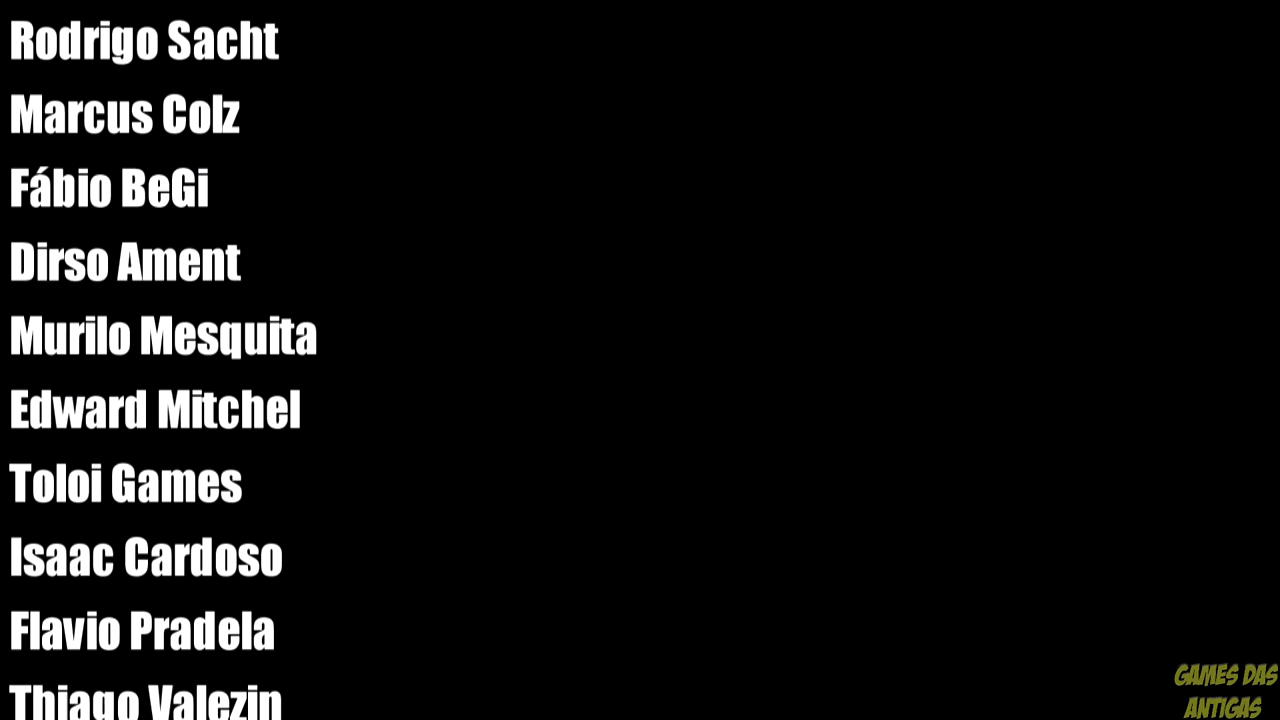 Rodrigo Sacht
Marcus Colz
Fábio BeGi
Dirso Ament
Murilo Mesquita
Edward Mitchel
Toloi Games
Isaac Cardoso
Flavio Pradela
Thiago Valezin
GAMES DAS
ANTIGAS